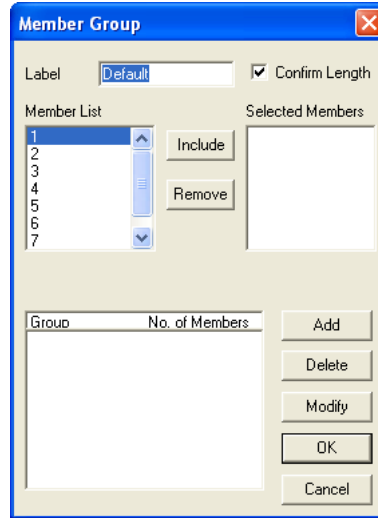 Member Group
Label Default Confirm Length
Member List Selected Members
1
2
3
4
5
6
7
Include
Remove
Group No. of Members
Add
Delete
Modify
OK
Cancel